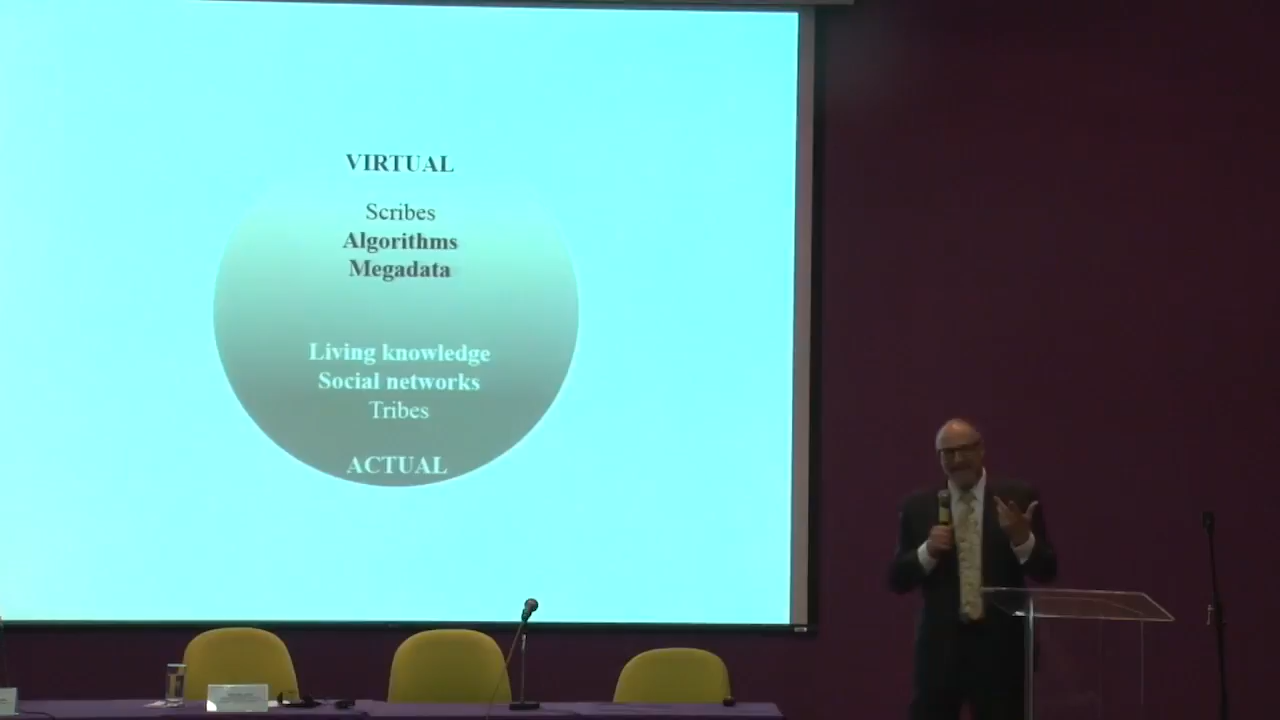 VIRTUAL
Scribes
Algorithms
Megadata
Living knowledge
Social networks
Tribes
ACTUAL